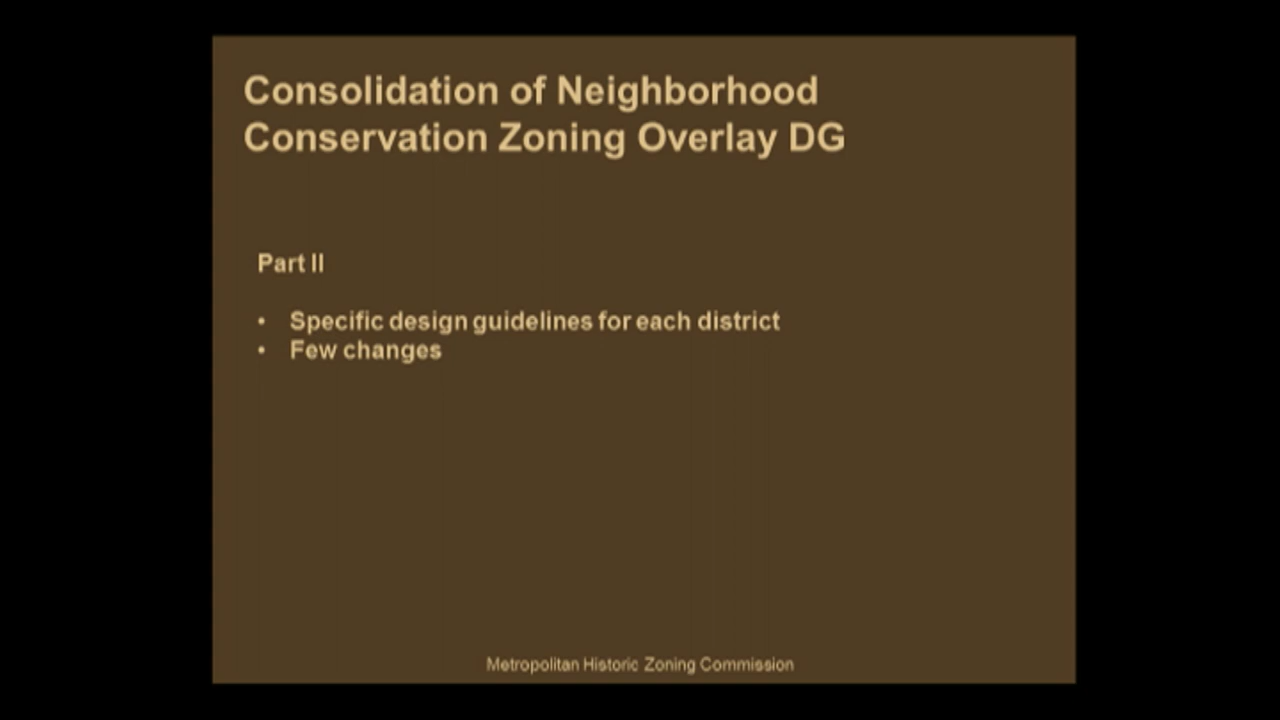 Consolidation of Neighborhood
Conservation Zoning Overlay DG
Part II
• Specific design guidelines for each district
• Few changes
Metropolitan Historic Zoning Commission